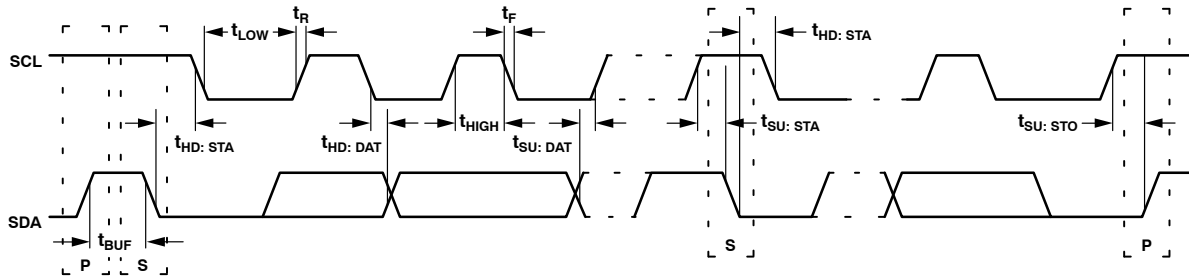 tR
tF
tLOW
tHD: STA
SCL
tHD: STA
tHD: DAT
tHIGH
tSU: DAT
tSU: STA
tSU: STO
SDA
tBUF
S
P
P
S